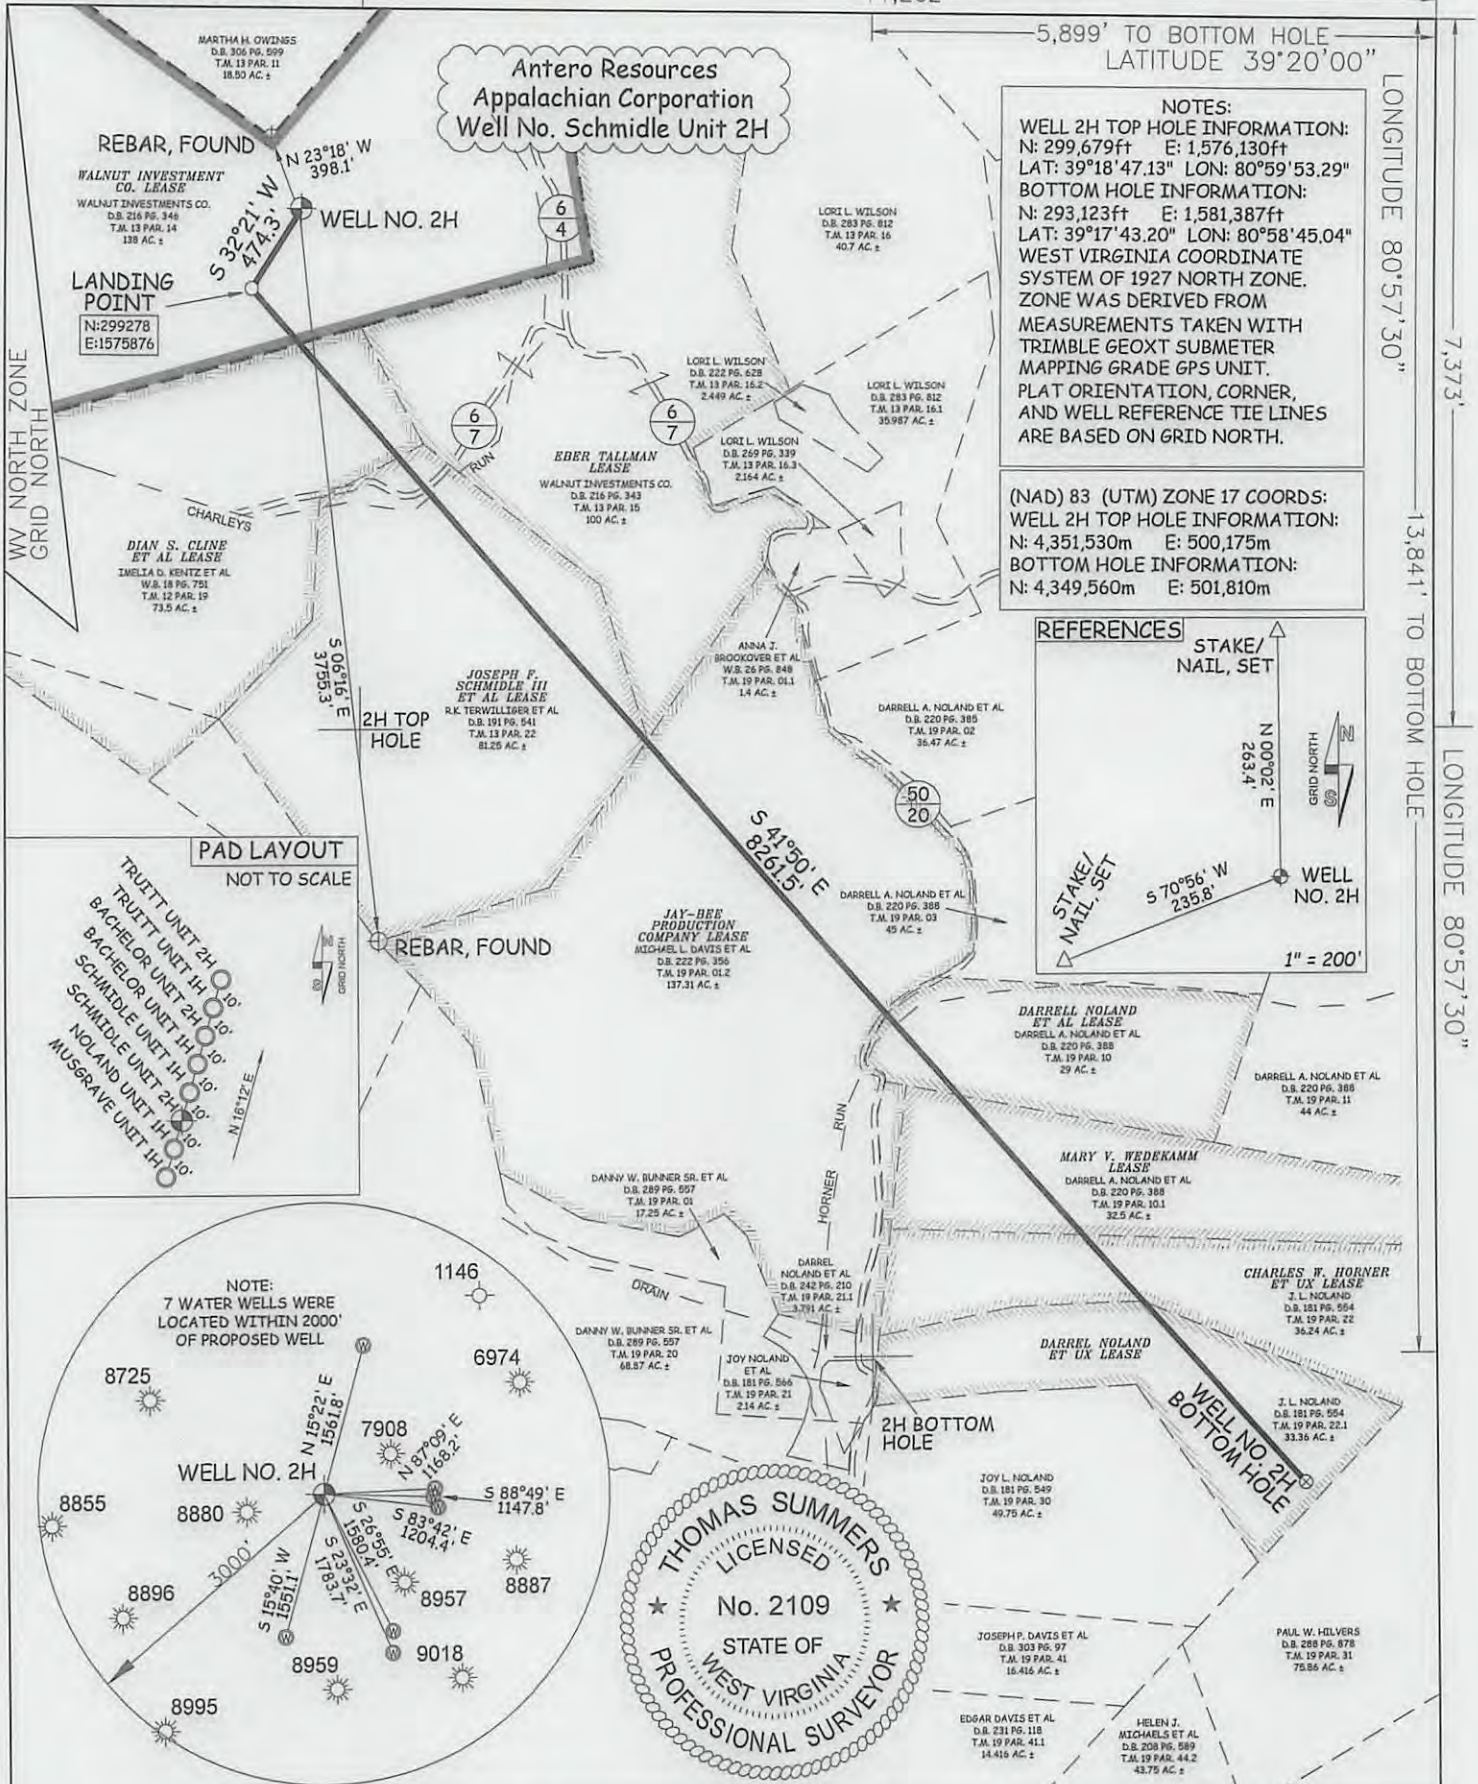 5,899' TO BOTTOM HOLE
LATITUDE 39°20'00"
MARTHA H. OWINGS
D.B. 306 PG. 599
T.M. 13 PAR. 11
18.50 AC. ±
Antero Resources
Appalachian Corporation
Well No. Schmidle Unit 2H
REBAR, FOUND
N 23°18' W
398.1'
WALNUT INVESTMENT
CO. LEASE
WALNUT INVESTMENTS CO.
D.B. 216 PG. 346
T.M. 13 PAR. 14
138 AC. ±
S 32°21' W
474.3'
WELL NO. 2H
LANDING
POINT
N:299278
E:1575876
6
4
LORI L. WILSON
D.B. 283 PG. 812
T.M. 13 PAR. 16
40.7 AC. ±
NOTES:
WELL 2H TOP HOLE INFORMATION:
N: 299,679ft E: 1,576,130ft
LAT: 39°18'47.13" LON: 80°59'53.29"
BOTTOM HOLE INFORMATION:
N: 293,123ft E: 1,581,387ft
LAT: 39°17'43.20" LON: 80°58'45.04"
WEST VIRGINIA COORDINATE
SYSTEM OF 1927 NORTH ZONE.
ZONE WAS DERIVED FROM
MEASUREMENTS TAKEN WITH
TRIMBLE GEOXT SUBMETER
MAPPING GRADE GPS UNIT.
PLAT ORIENTATION, CORNER,
AND WELL REFERENCE TIE LINES
ARE BASED ON GRID NORTH.
(NAD) 83 (UTM) ZONE 17 COORDS:
WELL 2H TOP HOLE INFORMATION:
N: 4,351,530m E: 500,175m
BOTTOM HOLE INFORMATION:
N: 4,349,560m E: 501,810m
LONGITUDE 80°57'30"
7,373'
13,841' TO BOTTOM HOLE
LONGITUDE 80°57'30"
WV NORTH ZONE
GRID NORTH
LORI L. WILSON
D.B. 222 PG. 628
T.M. 13 PAR. 16.2
2.449 AC. ±
LORI L. WILSON
D.B. 283 PG. 812
T.M. 13 PAR. 16.1
35.987 AC. ±
6
7
6
7
LORI L. WILSON
D.B. 269 PG. 339
T.M. 13 PAR. 16.3
2.164 AC. ±
EBER TALLMAN
LEASE
WALNUT INVESTMENTS CO.
D.B. 216 PG. 343
T.M. 13 PAR. 15
100 AC. ±
CHARLEYS
RUN
DIAN S. CLINE
ET AL LEASE
IMELIA D. KENTZ ET AL
W.B. 18 PG. 751
T.M. 12 PAR. 19
73.5 AC. ±
S 06°16' E
3755.3'
2H TOP
HOLE
JOSEPH F.
SCHMIDLE III
ET AL LEASE
R.K. TERWILLIGER ET AL
D.B. 191 PG. 541
T.M. 13 PAR. 22
81.25 AC. ±
ANNA J.
BROOKOVER ET AL
W.B. 26 PG. 848
T.M. 19 PAR. 01.1
1.4 AC. ±
DARRELL A. NOLAND ET AL
D.B. 220 PG. 385
T.M. 19 PAR. 02
36.47 AC. ±
50
20
S 41°50' E
8261.5'
REFERENCES
STAKE/
NAIL, SET
N 00°02' E
263.4'
GRID NORTH
N
S
STAKE/
NAIL, SET
S 70°56' W
235.8'
WELL
NO. 2H
1" = 200'
PAD LAYOUT
NOT TO SCALE
TRUITT UNIT 2H
TRUITT UNIT 1H
BACHELOR UNIT 2H
BACHELOR UNIT 1H
SCHMIDLE UNIT 1H
SCHMIDLE UNIT 2H
NOLAND UNIT 1H
MUSGRAVE UNIT 1H
10'
10'
10'
10'
10'
10'
10'
N 16°12' E
N
S
GRID NORTH
REBAR, FOUND
JAY-BEE
PRODUCTION
COMPANY LEASE
MICHAEL L. DAVIS ET AL
D.B. 222 PG. 356
T.M. 19 PAR. 01.2
137.31 AC. ±
DARRELL A. NOLAND ET AL
D.B. 220 PG. 388
T.M. 19 PAR. 03
45 AC. ±
DARRELL NOLAND
ET AL LEASE
DARRELL A. NOLAND ET AL
D.B. 220 PG. 388
T.M. 19 PAR. 10
29 AC. ±
DARRELL A. NOLAND ET AL
D.B. 220 PG. 388
T.M. 19 PAR. 11
44 AC. ±
MARY V. WEDEKAMM
LEASE
DARRELL A. NOLAND ET AL
D.B. 220 PG. 388
T.M. 19 PAR. 10.1
32.5 AC. ±
DANNY W. BUNNER SR. ET AL
D.B. 289 PG. 557
T.M. 19 PAR. 01
17.25 AC. ±
HORNER
RUN
DRAIN
DARREL
NOLAND ET AL
D.B. 242 PG. 210
T.M. 19 PAR. 21.1
3.791 AC. ±
CHARLES W. HORNER
ET UX LEASE
J. L. NOLAND
D.B. 181 PG. 554
T.M. 19 PAR. 22
36.24 AC. ±
DANNY W. BUNNER SR. ET AL
D.B. 289 PG. 557
T.M. 19 PAR. 20
68.87 AC. ±
JOY NOLAND
ET AL
D.B. 181 PG. 566
T.M. 19 PAR. 21
2.14 AC. ±
DARREL NOLAND
ET UX LEASE
2H BOTTOM
HOLE
WELL NO. 2H
BOTTOM HOLE
J. L. NOLAND
D.B. 181 PG. 554
T.M. 19 PAR. 22.1
33.36 AC. ±
JOY L. NOLAND
D.B. 181 PG. 549
T.M. 19 PAR. 30
49.75 AC. ±
NOTE:
7 WATER WELLS WERE
LOCATED WITHIN 2000'
OF PROPOSED WELL
1146
8725
6974
7908
N 15°22' E
1561.8'
WELL NO. 2H
N 87°09' E
1168.2'
S 88°49' E
1147.8'
S 83°42' E
1204.4'
8855
8880
S 26°55' E
1580.4'
S 23°32' E
1783.7'
S 15°40' W
1551.1'
3000'
8896
8957
8887
8959
9018
8995
W
W
W
W
W
W
W
THOMAS SUMMERS
LICENSED
No. 2109
STATE OF
WEST VIRGINIA
PROFESSIONAL SURVEYOR
JOSEPH P. DAVIS ET AL
D.B. 303 PG. 97
T.M. 19 PAR. 41
16.416 AC. ±
PAUL W. HILVERS
D.B. 288 PG. 878
T.M. 19 PAR. 31
75.86 AC. ±
EDGAR DAVIS ET AL
D.B. 231 PG. 118
T.M. 19 PAR. 41.1
14.416 AC. ±
HELEN J.
MICHAELS ET AL
D.B. 208 PG. 589
T.M. 19 PAR. 44.2
43.75 AC. ±